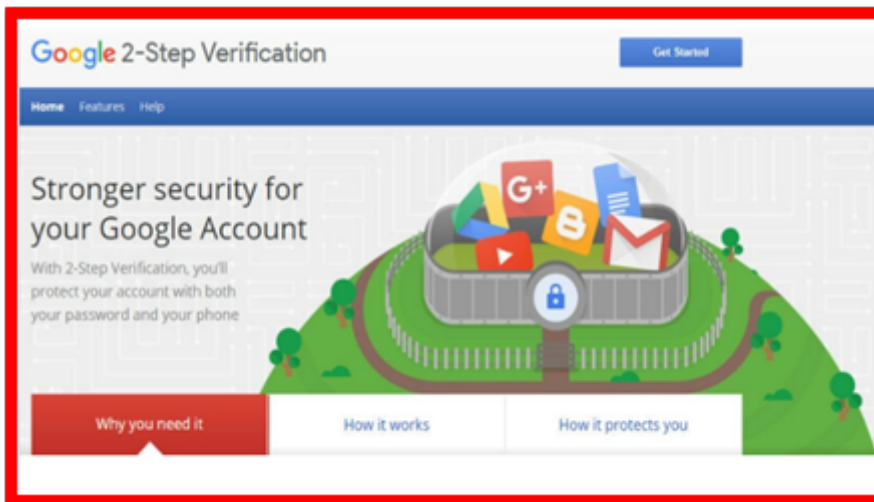 Google 2-Step Verification
Get Started
Home Features Help
Stronger security for
your Google Account
With 2-Step Verification, you'll
protect your account with both
your password and your phone
G+
Why you need it
How it works
How it protects you